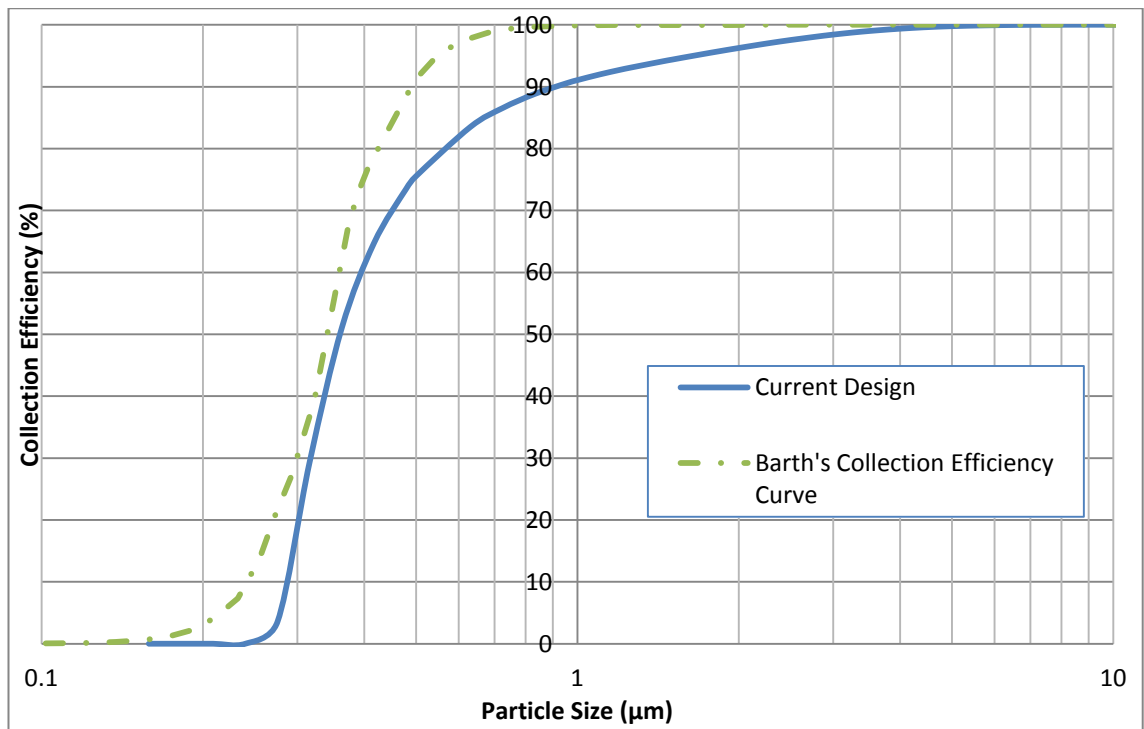 100
90
80
70
60
50
40
30
20
10
0
Collection Efficiency (%)
Current Design
Barth's Collection Efficiency
Curve
0.1
1
10
Particle Size (µm)